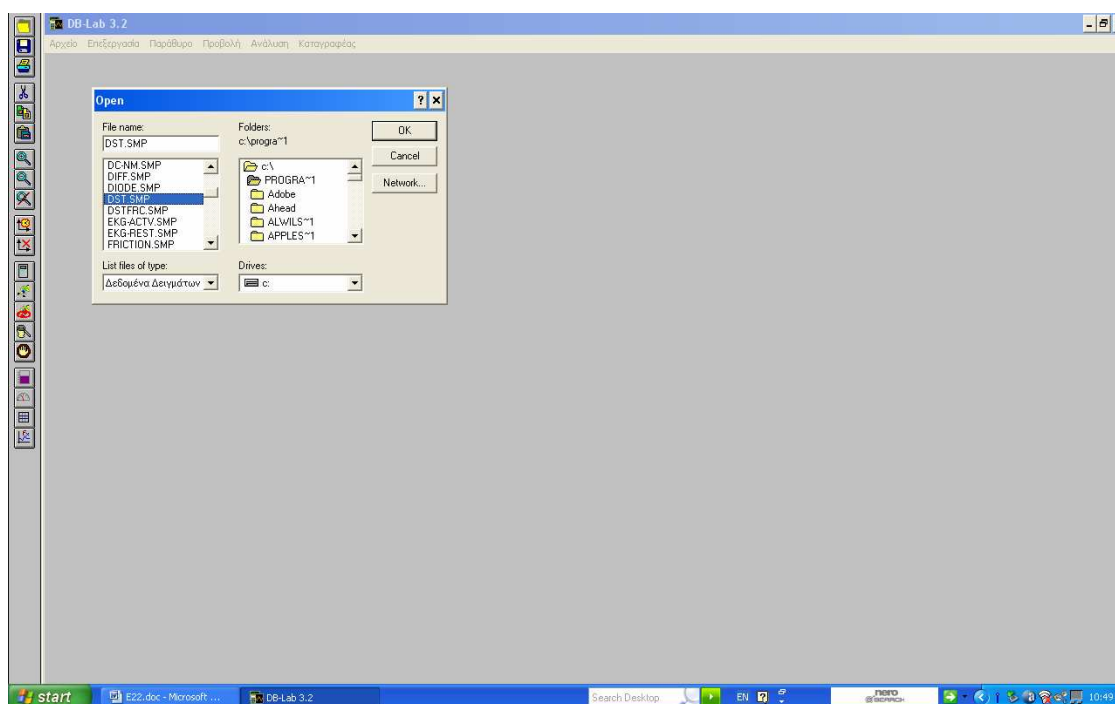 DB-Lab 3.2
Αρχείο Επεξεργασία Παράθυρο Προβολή Ανάλυση Καταγραφέας
Open
File name:
DST.SMP
DC-NM.SMP
DIFF.SMP
DIODE.SMP
DST.SMP
DSTFRC.SMP
EKG-ACTV.SMP
EKG-REST.SMP
FRICTION.SMP
List files of type:
Δεδομένα Δειγμάτων
Folders:
c:\progra~1
c:\
PROGRA~1
Adobe
Ahead
ALWILS~1
APPLES~1
Drives:
c:
OK
Cancel
Network...
start
E22.doc - Microsoft ...
DB-Lab 3.2
Search Desktop
EN
nero
SEARCH
10:49